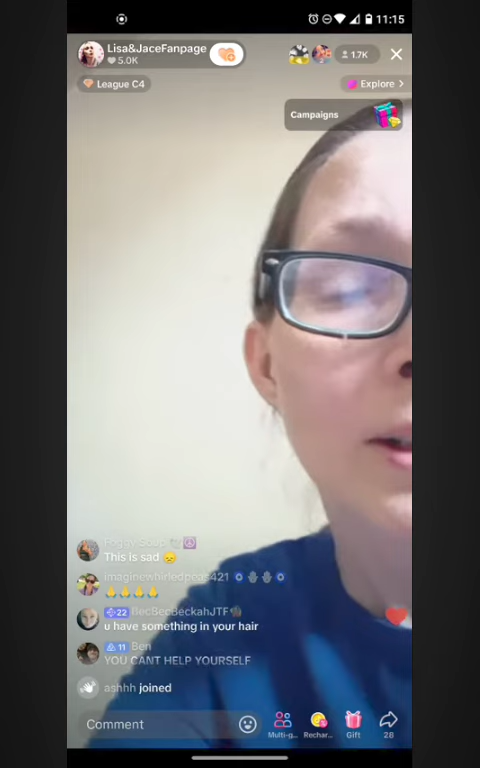 11:15
Lisa&JaceFanpage
5.0K
1.7K
League C4
Explore >
Campaigns
This is sad 😞
imaginewhirledpeas421
🙏🙏🙏🙏
22 BecBecBeckahJTF
u have something in your hair
11 Ben
YOU CANT HELP YOURSELF
ashhh joined
Comment
Multi-g... Rechar... Gift 28